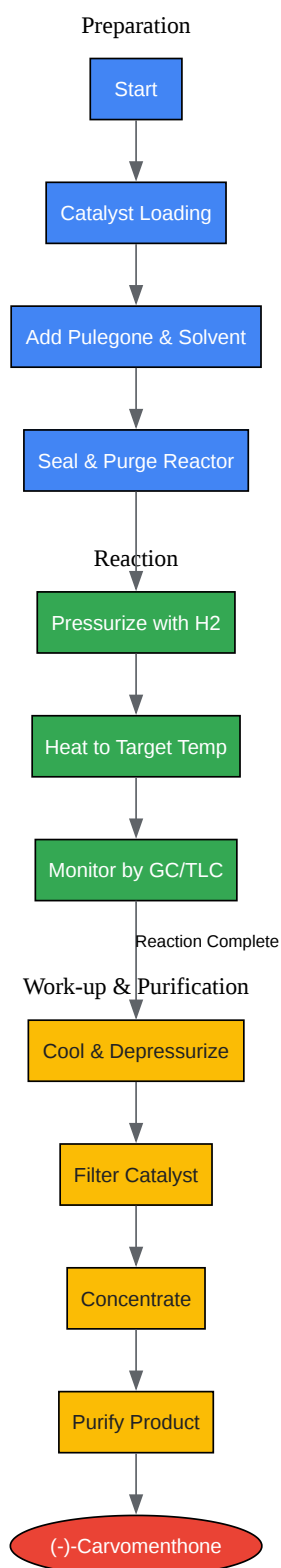 Preparation
Start
Catalyst Loading
Add Pulegone & Solvent
Seal & Purge Reactor
Reaction
Pressurize with H2
Heat to Target Temp
Monitor by GC/TLC
Reaction Complete
Work-up & Purification
Cool & Depressurize
Filter Catalyst
Concentrate
Purify Product
(-)-Carvomenthone